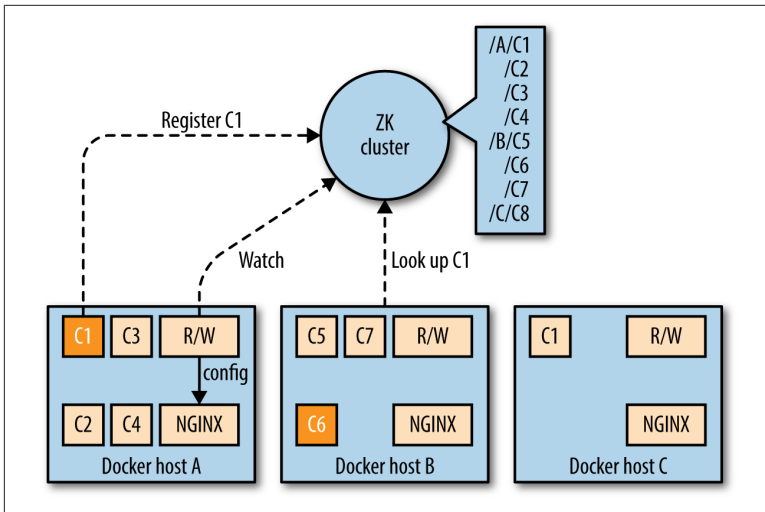 /A/C1
/C2
/C3
/C4
/B/C5
/C6
/C7
/C/C8
ZK
cluster
Register C1
Watch
Look up C1
C1
C3
R/W
config
C2
C4
NGINX
Docker host A
C5
C7
R/W
C6
NGINX
Docker host B
C1
R/W
NGINX
Docker host C